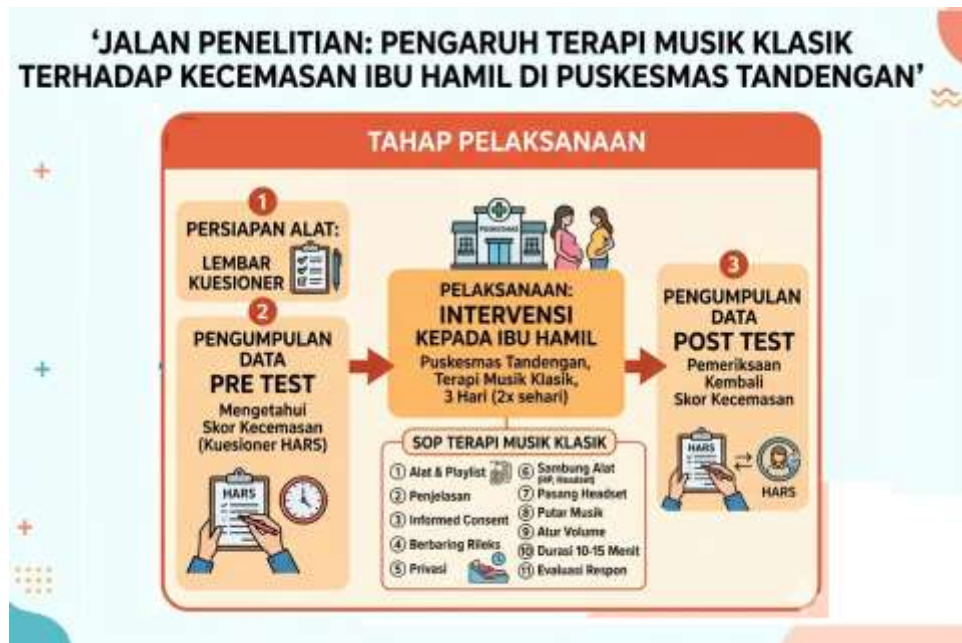 ‘JALAN PENELITIAN: PENGARUH TERAPI MUSIK KLASIK
TERHADAP KECEMASAN IBU HAMIL DI PUSKESMAS TANDENGAN’
TAHAP PELAKSANAAN
1
PERSIAPAN ALAT:
LEMBAR
KUESIONER
2
PENGUMPULAN
DATA
PRE TEST
Mengetahui
Skor Kecemasan
(Kuesioner HARS)
HARS
PUSKESMAS
PELAKSANAAN:
INTERVENSI
KEPADA IBU HAMIL
Puskesmas Tandengan,
Terapi Musik Klasik,
3 Hari (2x sehari)
SOP TERAPI MUSIK KLASIK
1 Alat & Playlist
2 Penjelasan
3 Informed Consent
4 Berbaring Rileks
5 Privasi
6 Sambung Alat
(HP, Headset)
7 Pasang Headset
8 Putar Musik
9 Atur Volume
10 Durasi 10-15 Menit
11 Evaluasi Respon
3
PENGUMPULAN
DATA
POST TEST
Pemeriksaan
Kembali
Skor Kecemasan
HARS
HARS